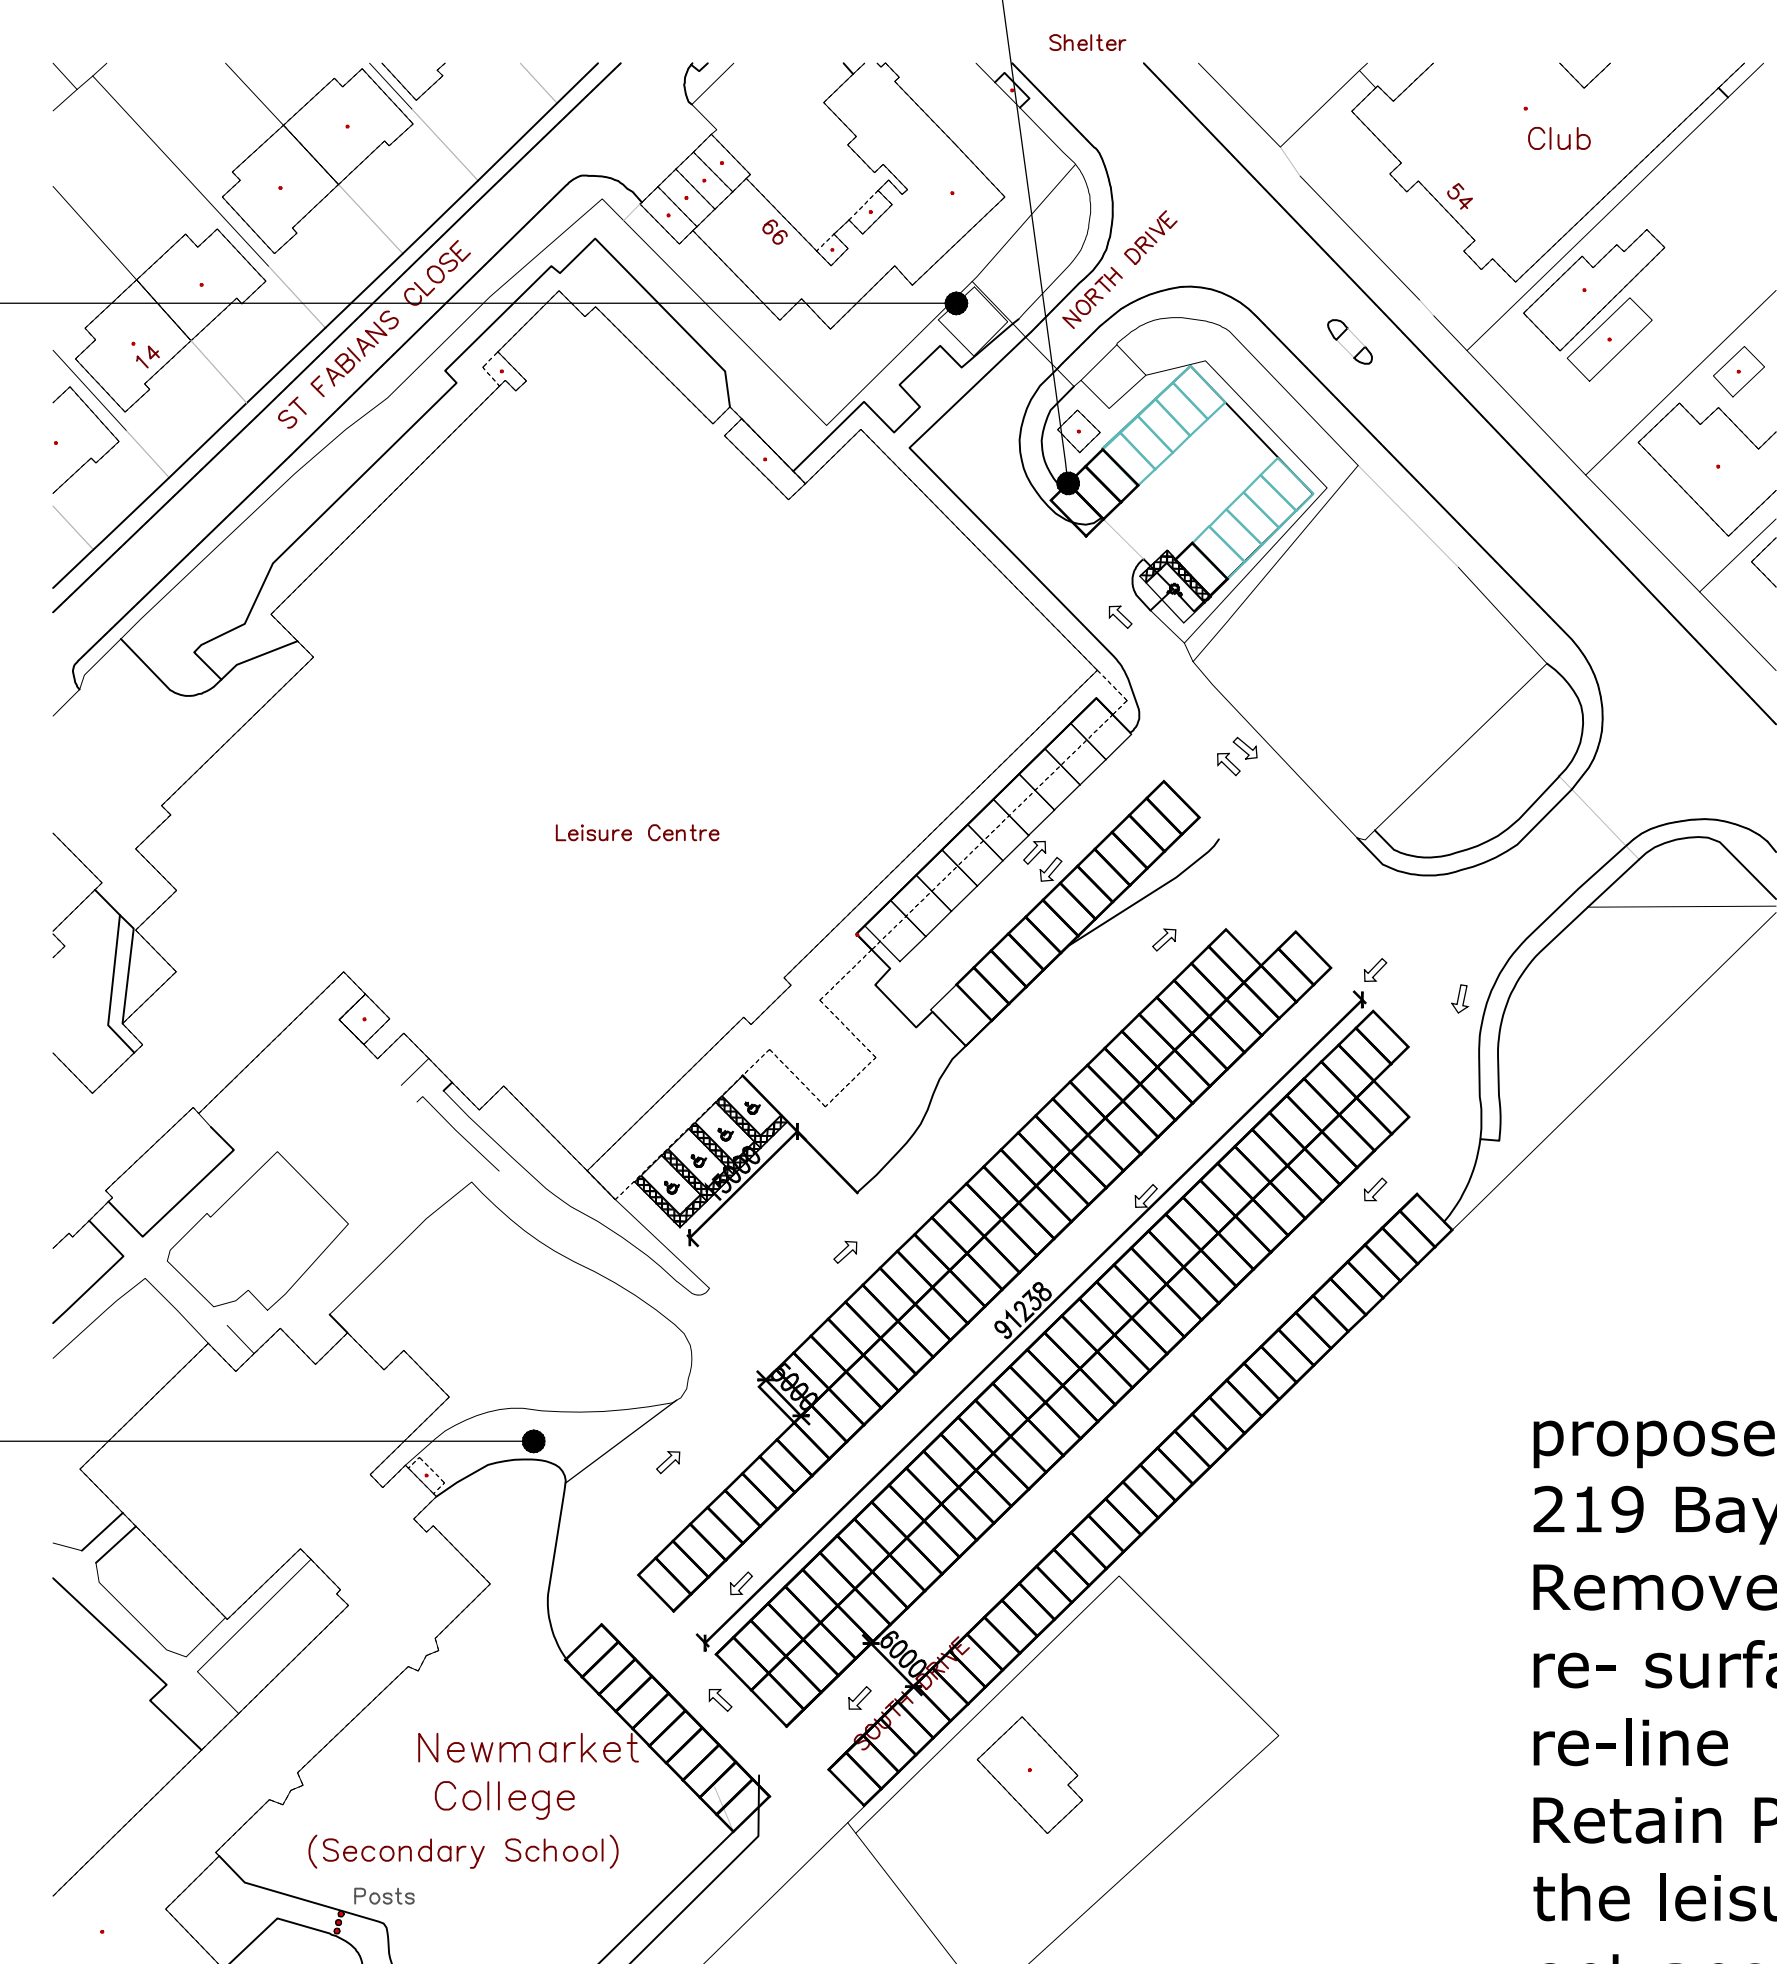 Shelter
Club
54
66
NORTH DRIVE
ST FABIANS CLOSE
14
Leisure Centre
91238
5000
6000
SOUTH DRIVE
Newmarket
College
(Secondary School)
Posts
propose
219 Bay
Remove
re- surfa
re-line
Retain P
the leisu